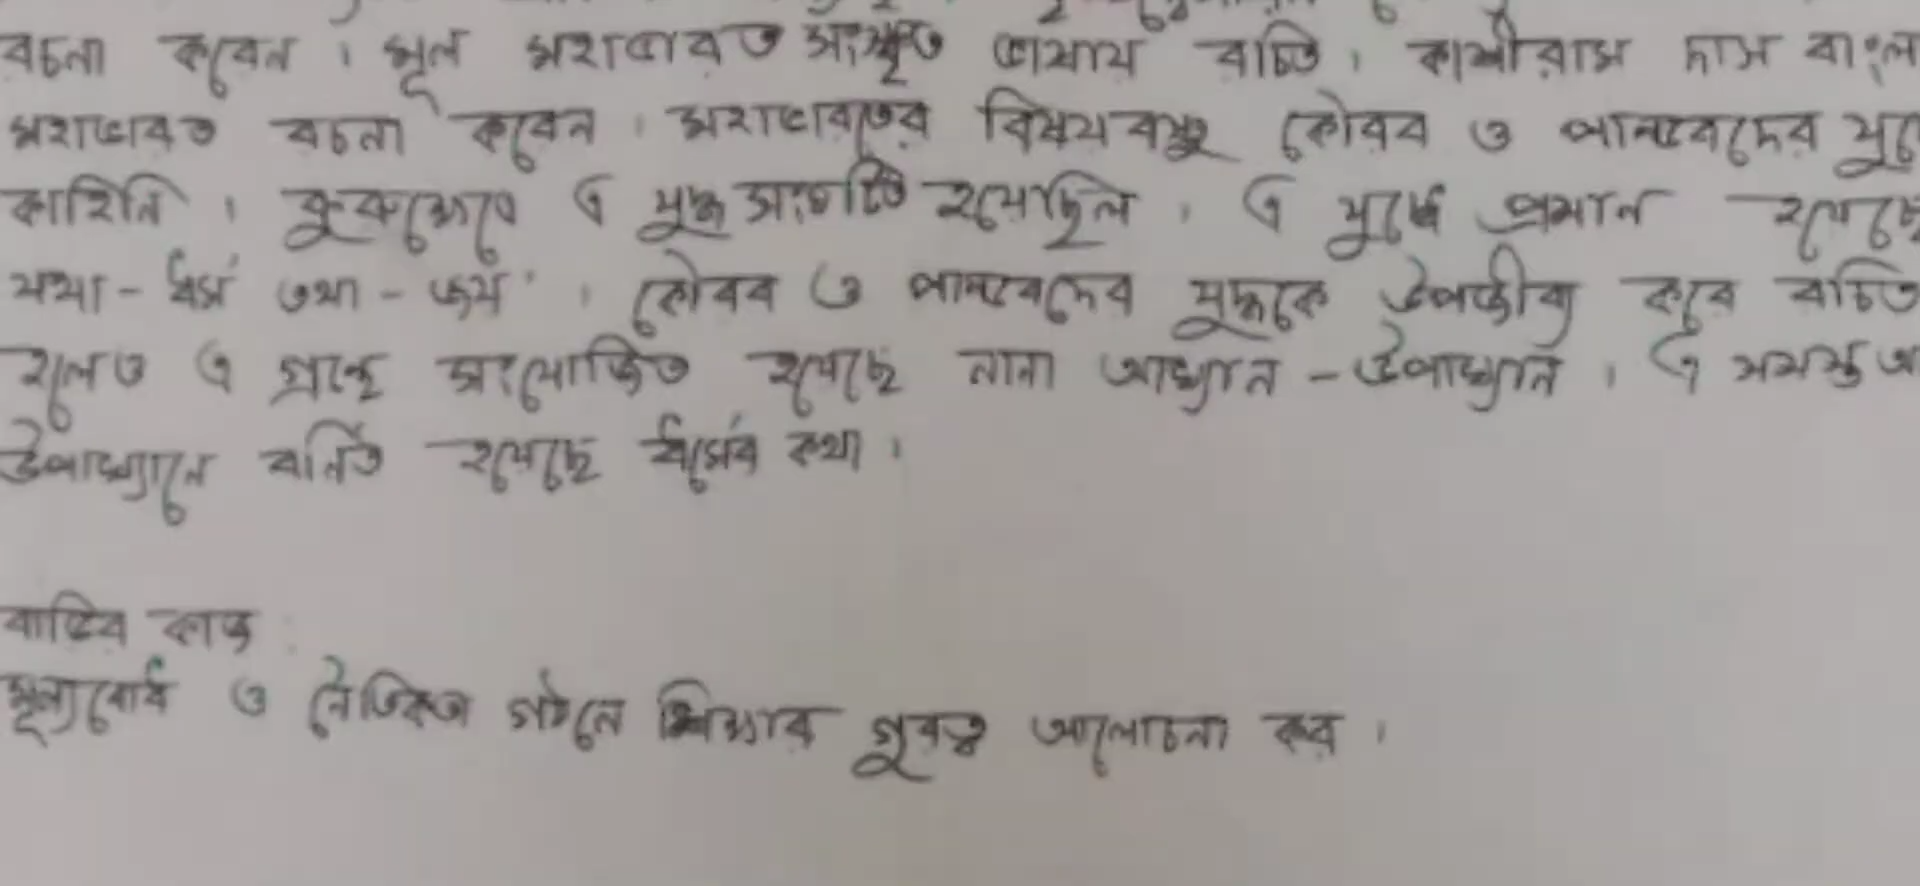 রচনা করেন । মূল মহাভারত সংস্কৃত ভাষায় রচিত । কাশীরাম দাস বাংলা
মহাভারত রচনা করেন । মহাভারতের বিষয়বস্তু কৌরব ও পান্ডবদের যুদ্ধে
কাহিনি । কুরুক্ষেত্রে এ যুদ্ধ সংঘটিত হয়েছিল । এ যুদ্ধে প্রমান হয়েছে
যথা - ধর্ম তথা - জয় । কৌরব ও পান্ডবদের যুদ্ধকে উপজীব্য করে রচিত
হলেও এ গ্রন্থে সংযোজিত হয়েছে নানা আখ্যান - উপাখ্যান । এ সমস্ত
উপাখ্যানে বর্নিত হয়েছে ধর্মের কথা ।
বাড়ির কাজ :
মূল্যবোধ ও নৈতিকতা গঠনে শিক্ষার গুরত্ব আলোচনা কর ।